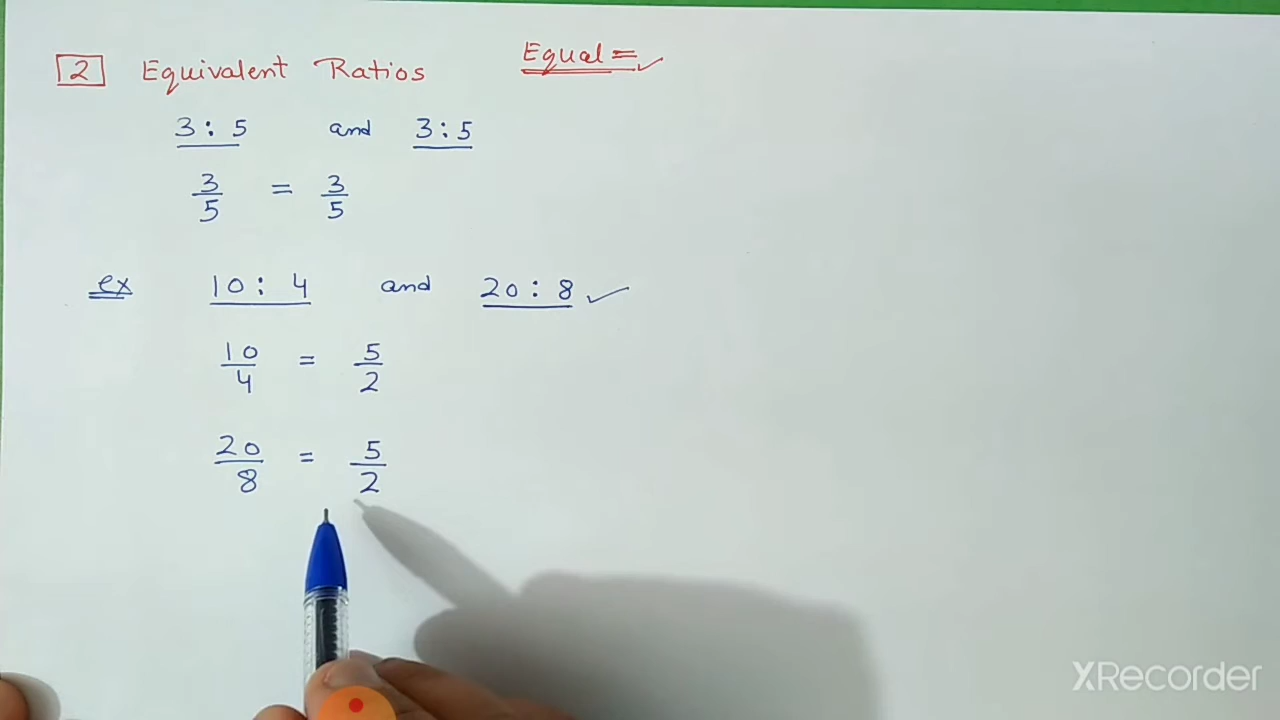 2 Equivalent Ratios Equal =
3 : 5 and 3 : 5
3/5 = 3/5
ex 10 : 4 and 20 : 8
10/4 = 5/2
20/8 = 5/2
XRecorder